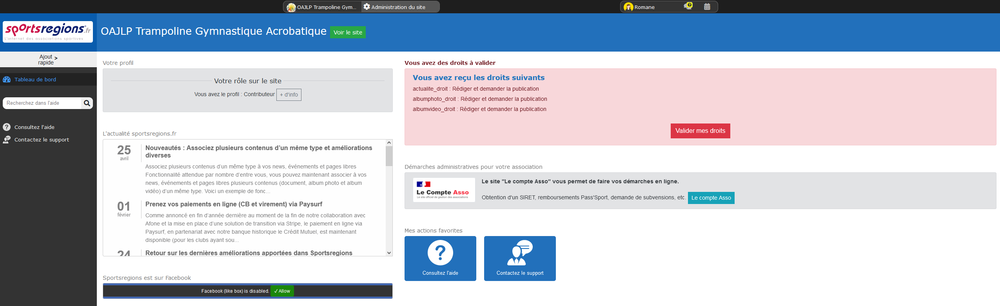 OAJLP Trampoline Gym...
Administration du site
Romane
sportsregions.fr
L'internet des associations sportives
OAJLP Trampoline Gymnastique Acrobatique
Voir le site
Ajout
rapide
>
Tableau de bord
Recherchez dans l'aide
Consultez l'aide
Contactez le support
Votre profil
Votre rôle sur le site
Vous avez le profil : Contributeur + d'info
L'actualité sportsregions.fr
25
avril
Nouveautés : Associez plusieurs contenus d’un même type et améliorations
diverses
Associez plusieurs contenus d’un même type à vos news, événements et pages libres
Fonctionnalité attendue par nombre d’entre vous, vous pouvez maintenant associer à vos
news, événements et pages libres plusieurs contenus (document, album photo et album
vidéo) d’un même type. Voici un exemple de fonc...
01
février
Prenez vos paiements en ligne (CB et virement) via Paysurf
Comme annoncé en fin d’année dernière au moment de la fin de notre collaboration avec
Afone et la mise en place d’une solution de transition via Stripe, le paiement en ligne via
Paysurf, en partenariat avec notre banque historique le Crédit Mutuel, est maintenant
disponible (pour les clubs ayant sou...
24
Retour sur les dernières améliorations apportées dans Sportsregions
Sportsregions est sur Facebook
Facebook (like box) is disabled. ✓ Allow
Vous avez des droits à valider
Vous avez reçu les droits suivants
actualite_droit : Rédiger et demander la publication
albumphoto_droit : Rédiger et demander la publication
albumvideo_droit : Rédiger et demander la publication
Valider mes droits
Démarches administratives pour votre association
Le Compte Asso
Le site officiel de gestion des associations
Le site "Le compte Asso" vous permet de faire vos démarches en ligne.
Obtention d'un SIRET, remboursements Pass'Sport, demande de subvensions, etc. Le compte Asso
Mes actions favorites
Consultez l'aide
Contactez le support